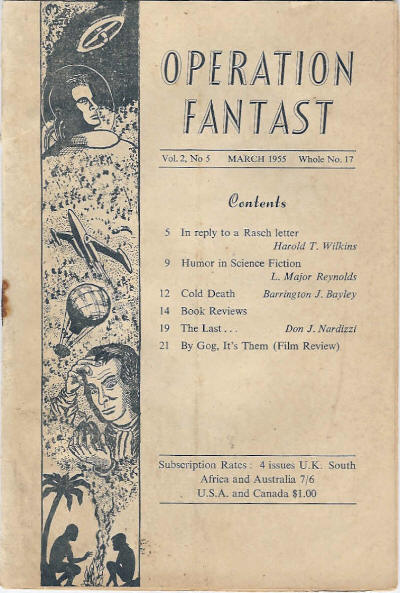 OPERATION
FANTAST
Vol. 2, No 5 MARCH 1955 Whole No. 17
Contents
5 In reply to a Rasch letter
Harold T. Wilkins
9 Humor in Science Fiction
L. Major Reynolds
12 Cold Death Barrington J. Bayley
14 Book Reviews
19 The Last . . . Don J. Nardizzi
21 By Gog, It's Them (Film Review)
Subscription Rates : 4 issues U.K. South
Africa and Australia 7/6
U.S.A. and Canada $1.00